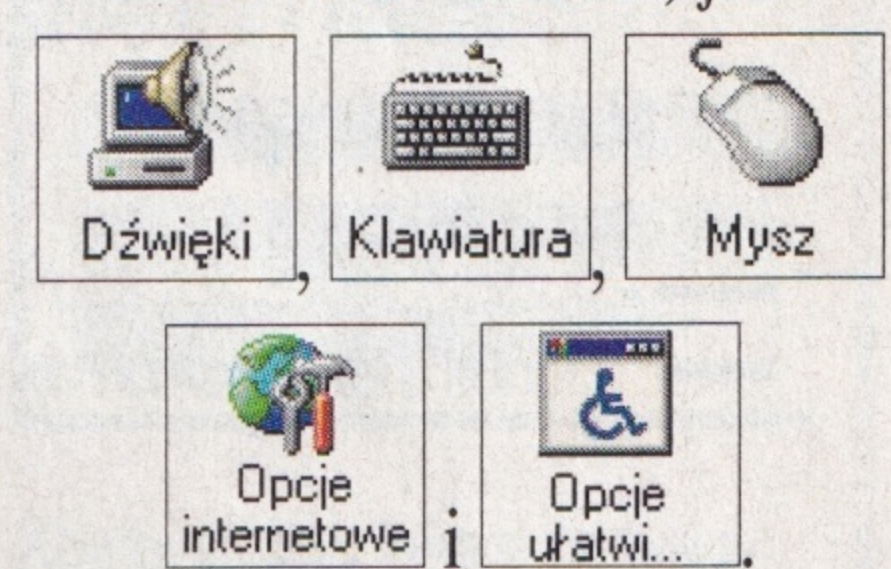 Dźwięki, Klawiatura, Mysz
Opcje Opcje
internetowe i ułatwi... .